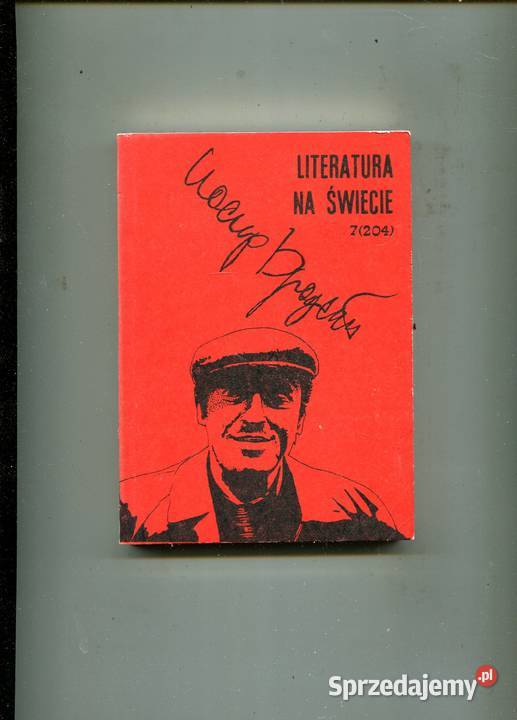 LITERATURA
NA ŚWIECIE
7(204)
Иосиф Бродский
Sprzedajemy.pl